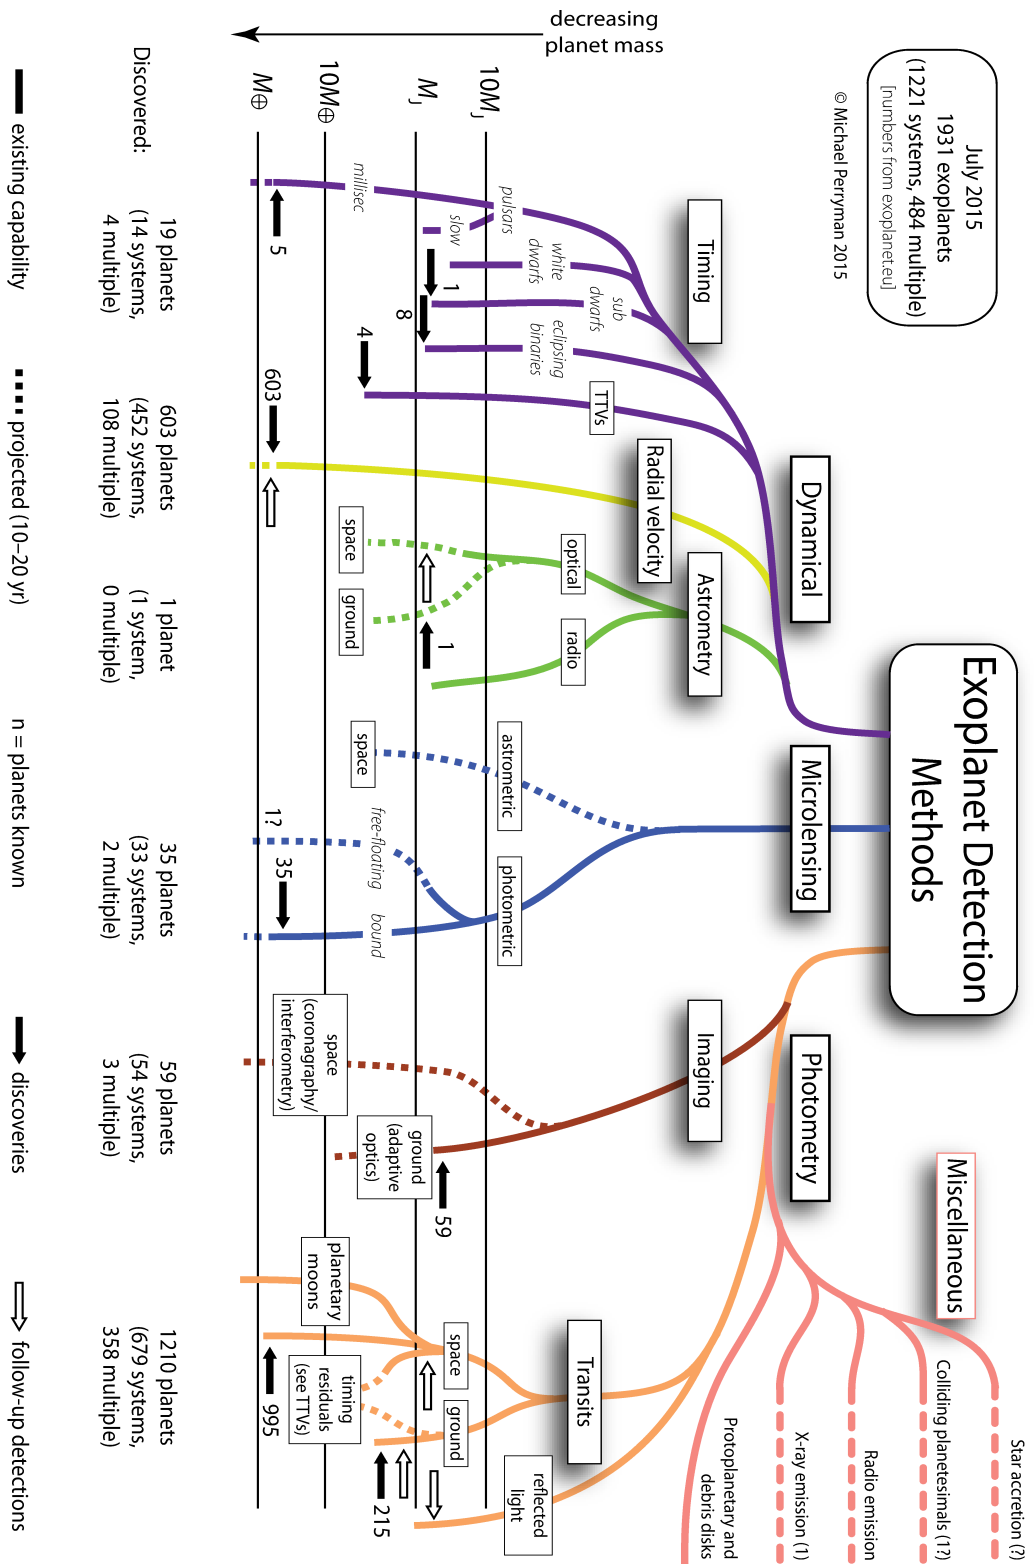 Exoplanet Detection
Methods
July 2015
1931 exoplanets
(1221 systems, 484 multiple)
[numbers from exoplanet.eu]
© Michael Perryman 2015
decreasing
planet mass
10MJ
MJ
10M⊕
M⊕
Dynamical
Microlensing
Photometry
Miscellaneous
Timing
Radial velocity
Astrometry
Imaging
Transits
Star accretion (?)
Colliding planetesimals (1?)
Radio emission
X-ray emission (1)
Protoplanetary and
debris disks
pulsars
slow
millisec
white
dwarfs
sub
dwarfs
eclipsing
binaries
TTVs
optical
radio
space
ground
astrometric
photometric
space
free-floating
bound
space
(coronagraphy/
interferometry)
ground
(adaptive
optics)
planetary
moons
space
ground
timing
residuals
(see TTVs)
reflected
light
5
1
8
4
603
1
1?
35
59
995
215
Discovered:
19 planets
(14 systems,
4 multiple)
603 planets
(452 systems,
108 multiple)
1 planet
(1 system,
0 multiple)
35 planets
(33 systems,
2 multiple)
59 planets
(54 systems,
3 multiple)
1210 planets
(679 systems,
358 multiple)
existing capability
projected (10–20 yr)
n = planets known
discoveries
follow-up detections